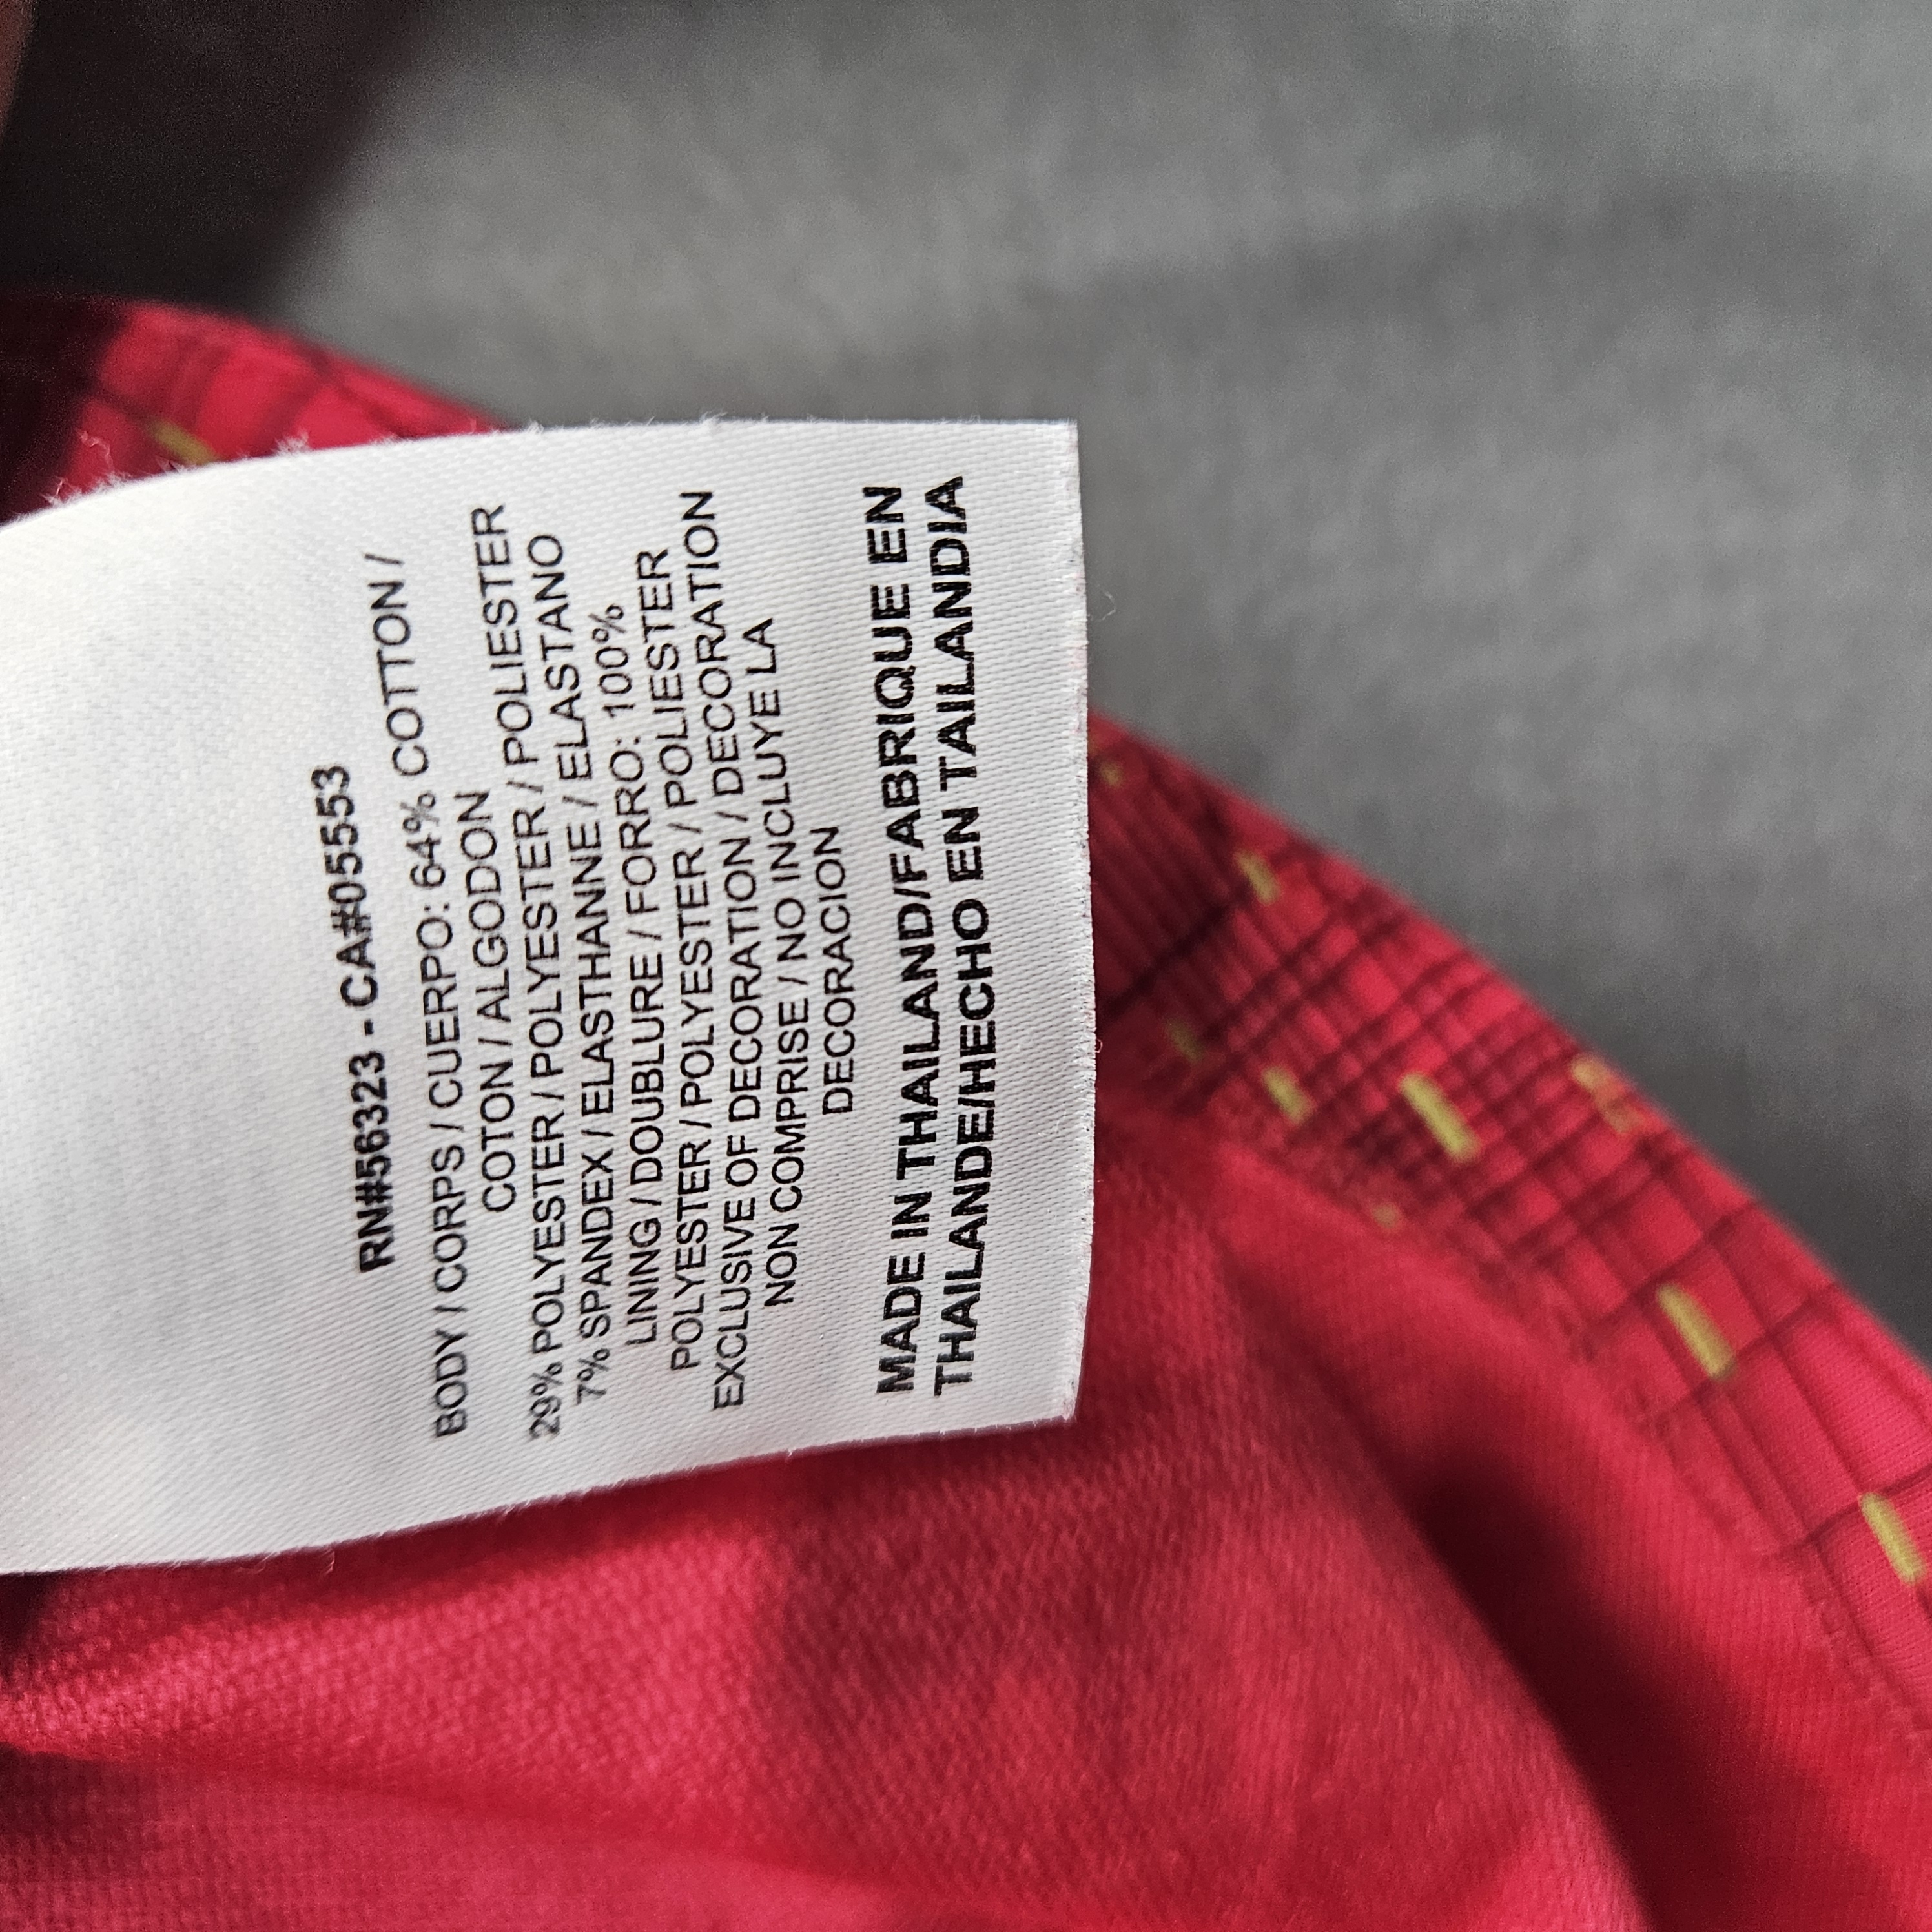 RN#56323 - CA#05553
BODY / CORPS / CUERPO: 64% COTTON /
COTON / ALGODON
29% POLYESTER / POLYESTER / POLIESTER
7% SPANDEX / ELASTHANNE / ELASTANO
LINING / DOUBLURE / FORRO: 100%
POLYESTER / POLYESTER / POLIESTER
EXCLUSIVE OF DECORATION / DECORATION
NON COMPRISE / NO INCLUYE LA
DECORACION
MADE IN THAILAND/FABRIQUE EN
THAILANDE/HECHO EN TAILANDIA